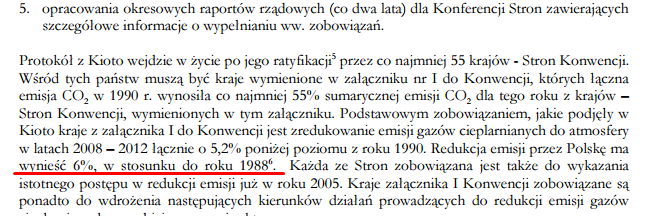 5. opracowania okresowych raportów rządowych (co dwa lata) dla Konferencji Stron zawierających
szczegółowe informacje o wypełnianiu ww. zobowiązań.
Protokół z Kioto wejdzie w życie po jego ratyfikacji⁵ przez co najmniej 55 krajów - Stron Konwencji.
Wśród tych państw muszą być kraje wymienione w załączniku nr I do Konwencji, których łączna
emisja CO₂ w 1990 r. wynosiła co najmniej 55% sumarycznej emisji CO₂ dla tego roku z krajów –
Stron Konwencji, wymienionych w tym załączniku. Podstawowym zobowiązaniem, jakie podjęły w
Kioto kraje z załącznika I do Konwencji jest zredukowanie emisji gazów cieplarnianych do atmosfery
w latach 2008 – 2012 łącznie o 5,2% poniżej poziomu z roku 1990. Redukcja emisji przez Polskę ma
wynieść 6%, w stosunku do roku 1988⁶. Każda ze Stron zobowiązana jest także do wykazania
istotnego postępu w redukcji emisji już w roku 2005. Kraje załącznika I Konwencji zobowiązane są
ponadto do wdrożenia następujących kierunków działań prowadzących do redukcji emisji gazów